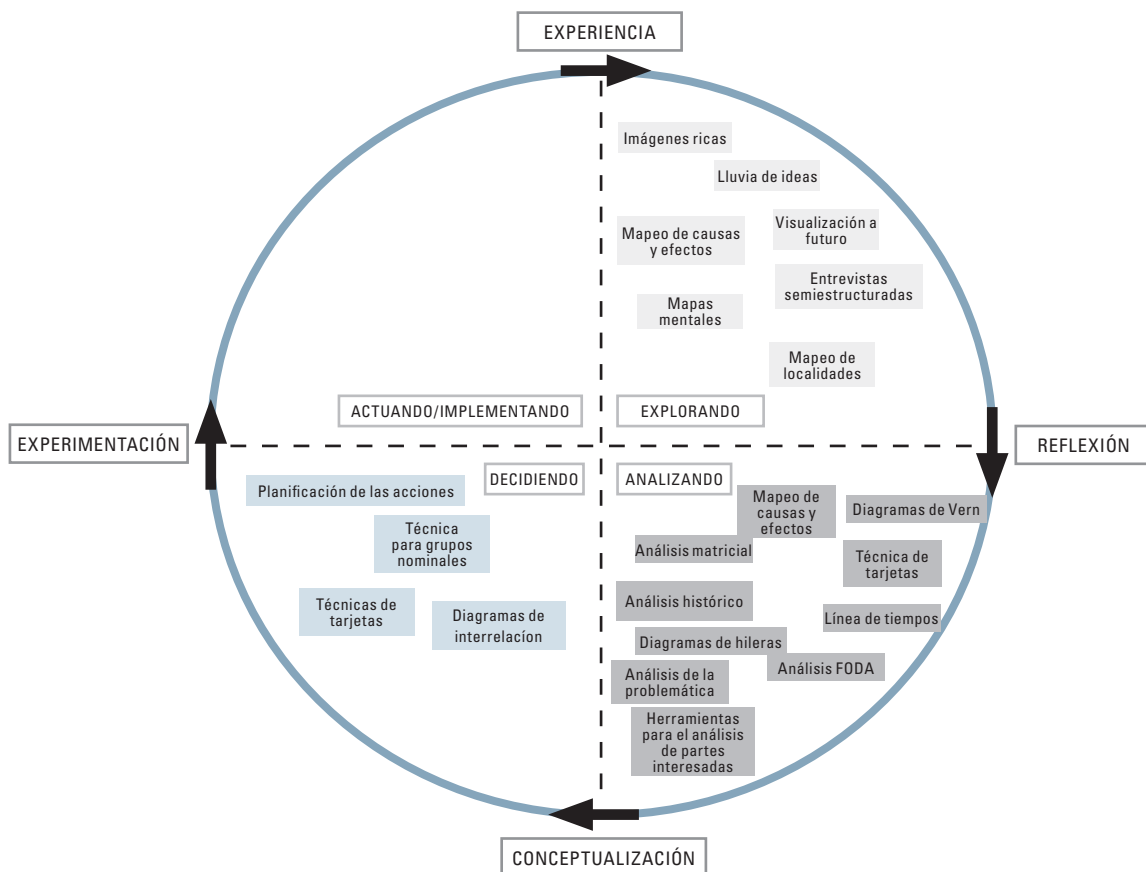 EXPERIENCIA
Imágenes ricas
Lluvia de ideas
Mapeo de causas
y efectos
Visualización a
futuro
Entrevistas
semiestructuradas
Mapas
mentales
Mapeo de
localidades
ACTUANDO/IMPLEMENTANDO
EXPLORANDO
EXPERIMENTACIÓN
REFLEXIÓN
DECIDIENDO
ANALIZANDO
Planificación de las acciones
Técnica
para grupos
nominales
Técnicas de
tarjetas
Diagramas de
interrelacíon
Mapeo de
causas y
efectos
Diagramas de Vern
Análisis matricial
Técnica de
tarjetas
Análisis histórico
Línea de tiempos
Diagramas de hileras
Análisis FODA
Análisis de la
problemática
Herramientas
para el análisis
de partes
interesadas
CONCEPTUALIZACIÓN